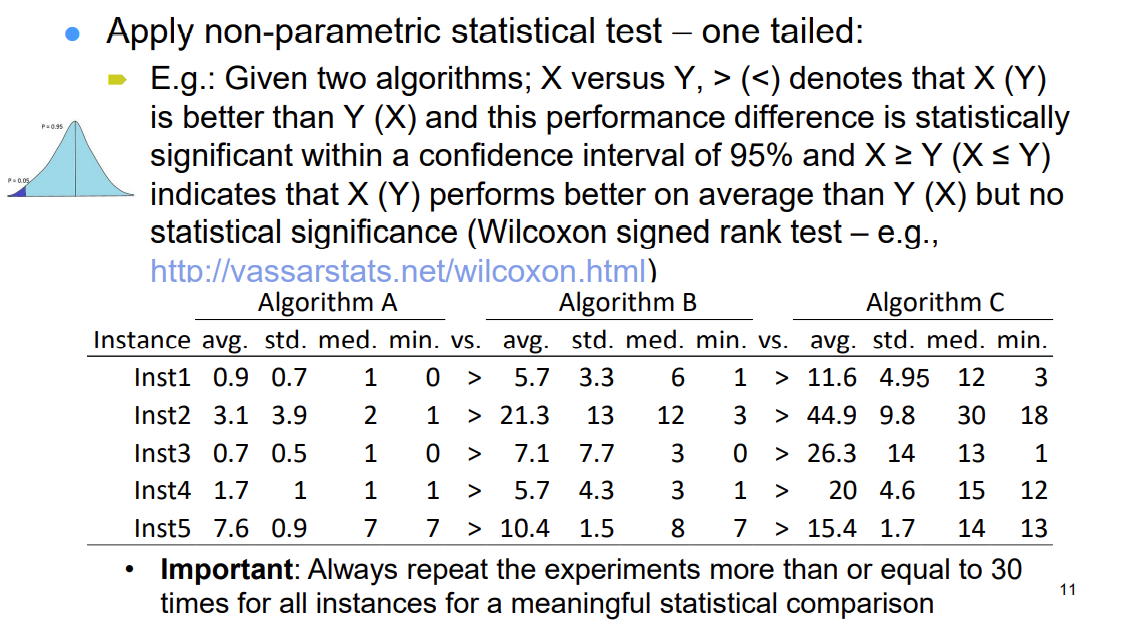 Apply non-parametric statistical test – one tailed:
E.g.: Given two algorithms; X versus Y, > (<) denotes that X (Y)
is better than Y (X) and this performance difference is statistically
significant within a confidence interval of 95% and X ≥ Y (X ≤ Y)
indicates that X (Y) performs better on average than Y (X) but no
statistical significance (Wilcoxon signed rank test – e.g.,
http://vassarstats.net/wilcoxon.html)
P = 0.95
P = 0.05
Algorithm A Algorithm B Algorithm C
Instance avg. std. med. min. vs. avg. std. med. min. vs. avg. std. med. min.
Inst1 0.9 0.7 1 0 > 5.7 3.3 6 1 > 11.6 4.95 12 3
Inst2 3.1 3.9 2 1 > 21.3 13 12 3 > 44.9 9.8 30 18
Inst3 0.7 0.5 1 0 > 7.1 7.7 3 0 > 26.3 14 13 1
Inst4 1.7 1 1 1 > 5.7 4.3 3 1 > 20 4.6 15 12
Inst5 7.6 0.9 7 7 > 10.4 1.5 8 7 > 15.4 1.7 14 13
• Important: Always repeat the experiments more than or equal to 30
times for all instances for a meaningful statistical comparison
11